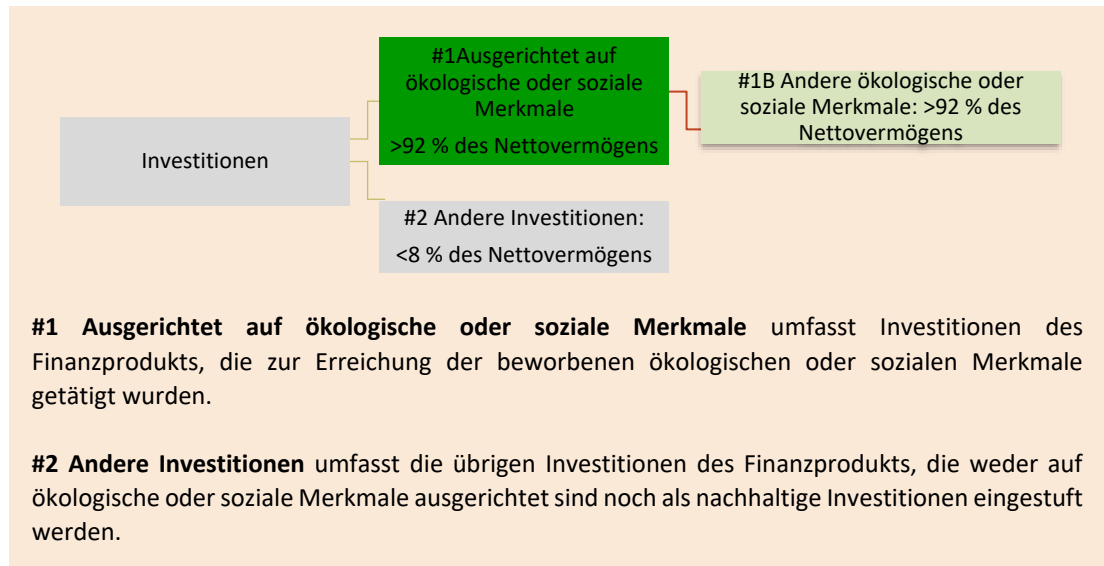 Investitionen
#1Ausgerichtet auf
ökologische oder soziale
Merkmale
>92 % des Nettovermögens
#1B Andere ökologische oder
soziale Merkmale: >92 % des
Nettovermögens
#2 Andere Investitionen:
<8 % des Nettovermögens
#1 Ausgerichtet auf ökologische oder soziale Merkmale umfasst Investitionen des
Finanzprodukts, die zur Erreichung der beworbenen ökologischen oder sozialen Merkmale
getätigt wurden.
#2 Andere Investitionen umfasst die übrigen Investitionen des Finanzprodukts, die weder auf
ökologische oder soziale Merkmale ausgerichtet sind noch als nachhaltige Investitionen eingestuft
werden.